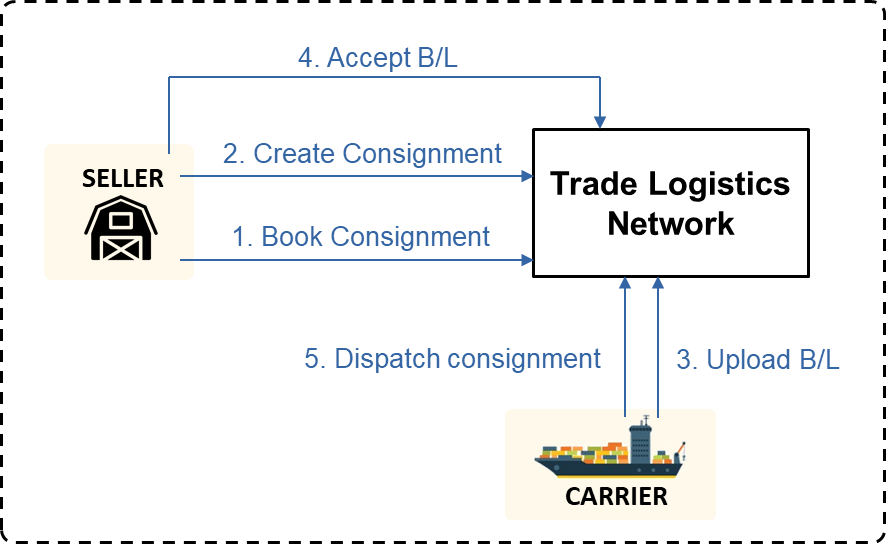 4. Accept B/L
2. Create Consignment
SELLER
Trade Logistics
Network
1. Book Consignment
5. Dispatch consignment
3. Upload B/L
CARRIER